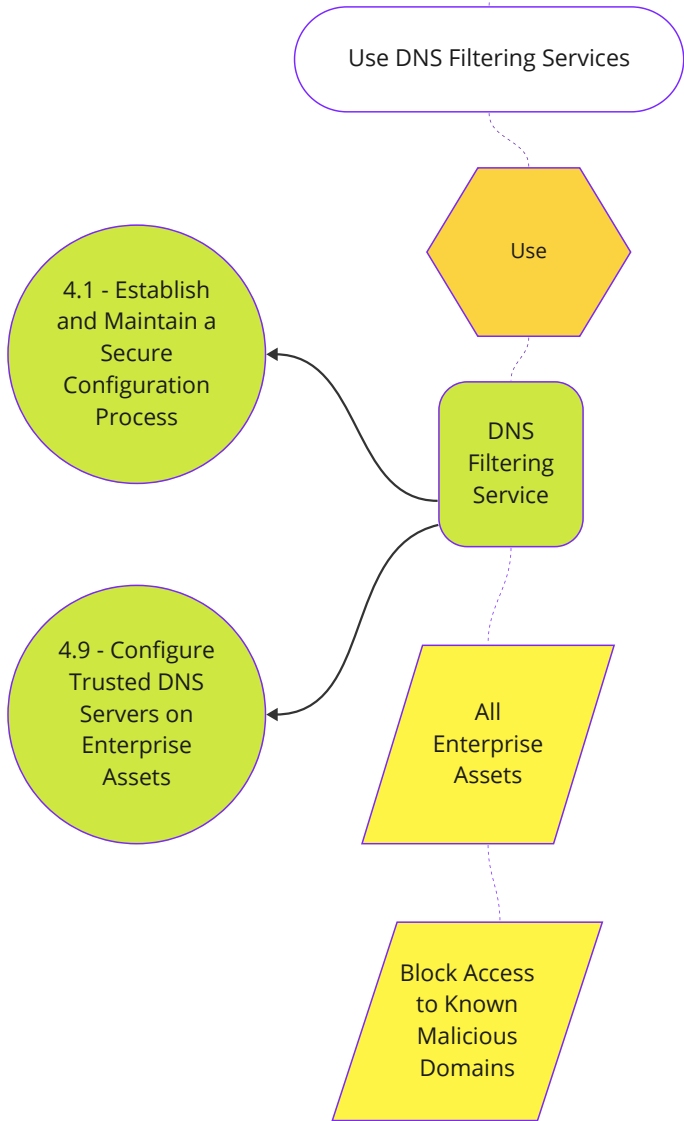 Use DNS Filtering Services
Use
4.1 - Establish
and Maintain a
Secure
Configuration
Process
DNS
Filtering
Service
4.9 - Configure
Trusted DNS
Servers on
Enterprise
Assets
All
Enterprise
Assets
Block Access
to Known
Malicious
Domains